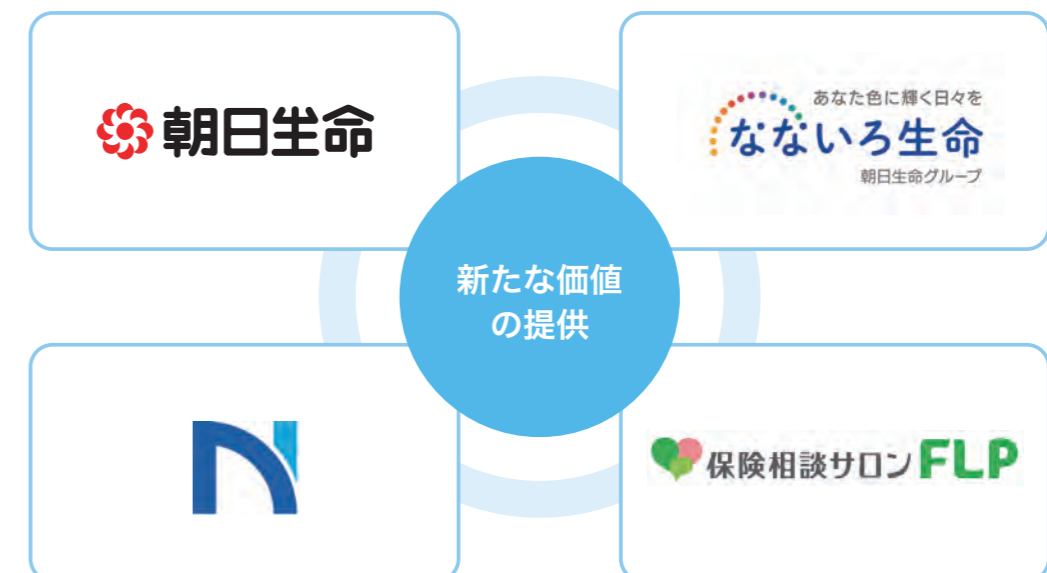 朝日生命
あなた色に輝く日々を
なないろ生命
朝日生命グループ
新たな価値
の提供
N
保険相談サロンFLP